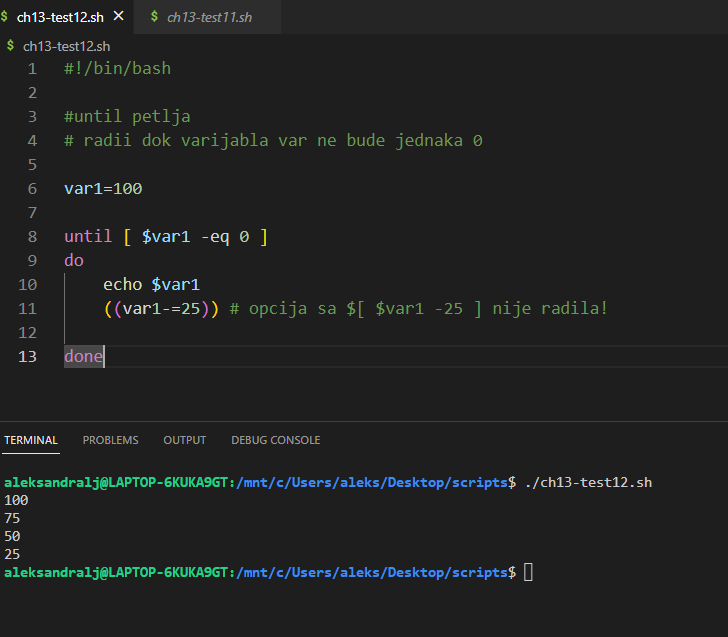 $ ch13-test12.sh × $ ch13-test11.sh
$ ch13-test12.sh
1 #!/bin/bash
2
3 #until petlja
4 # radii dok varijabla var ne bude jednaka 0
5
6 var1=100
7
8 until [ $var1 -eq 0 ]
9 do
10 echo $var1
11 ((var1-=25)) # opcija sa $[ $var1 -25 ] nije radila!
12
13 done
TERMINAL PROBLEMS OUTPUT DEBUG CONSOLE
aleksandralj@LAPTOP-6KUKA9GT:/mnt/c/Users/aleks/Desktop/scripts$ ./ch13-test12.sh
100
75
50
25
aleksandralj@LAPTOP-6KUKA9GT:/mnt/c/Users/aleks/Desktop/scripts$